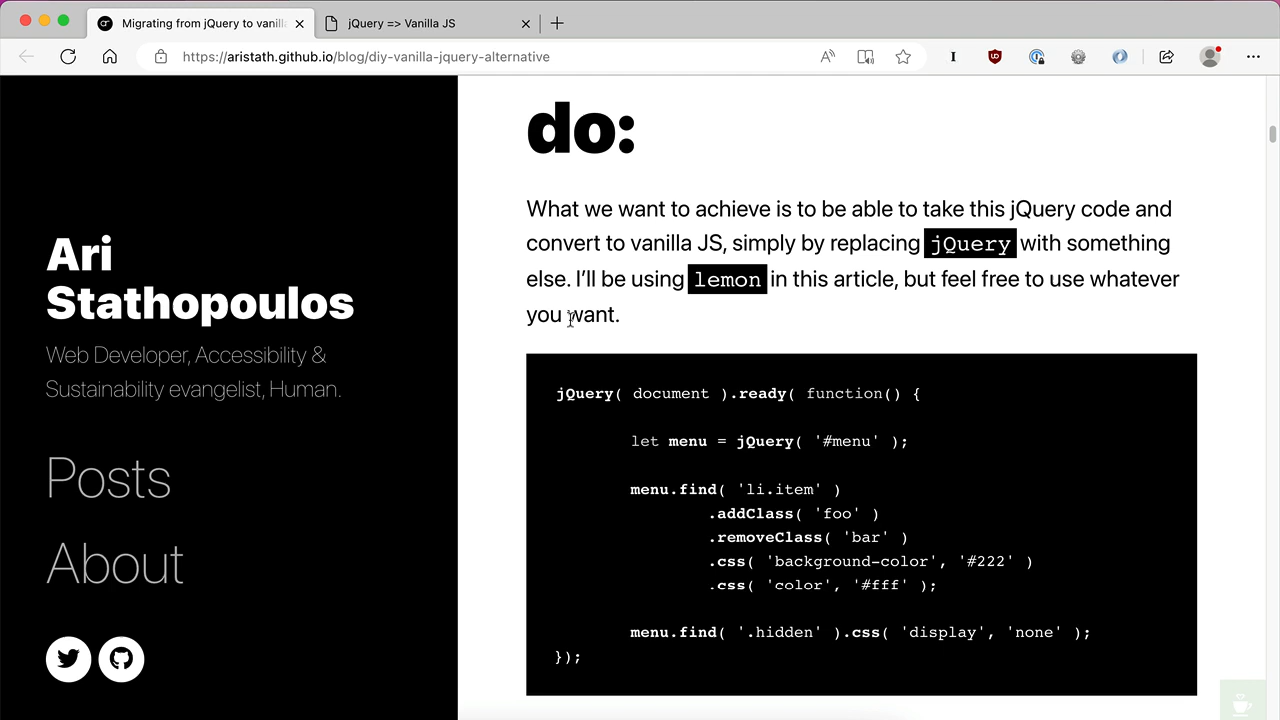 Migrating from jQuery to vanill
jQuery => Vanilla JS
https://aristath.github.io/blog/diy-vanilla-jquery-alternative
Ari
Stathopoulos
Web Developer, Accessibility &
Sustainability evangelist, Human.
Posts
About
do:
What we want to achieve is to be able to take this jQuery code and
convert to vanilla JS, simply by replacing jQuery with something
else. I’ll be using lemon in this article, but feel free to use whatever
you want.
jQuery( document ).ready( function() {
let menu = jQuery( '#menu' );
menu.find( 'li.item' )
.addClass( 'foo' )
.removeClass( 'bar' )
.css( 'background-color', '#222' )
.css( 'color', '#fff' );
menu.find( '.hidden' ).css( 'display', 'none' );
});